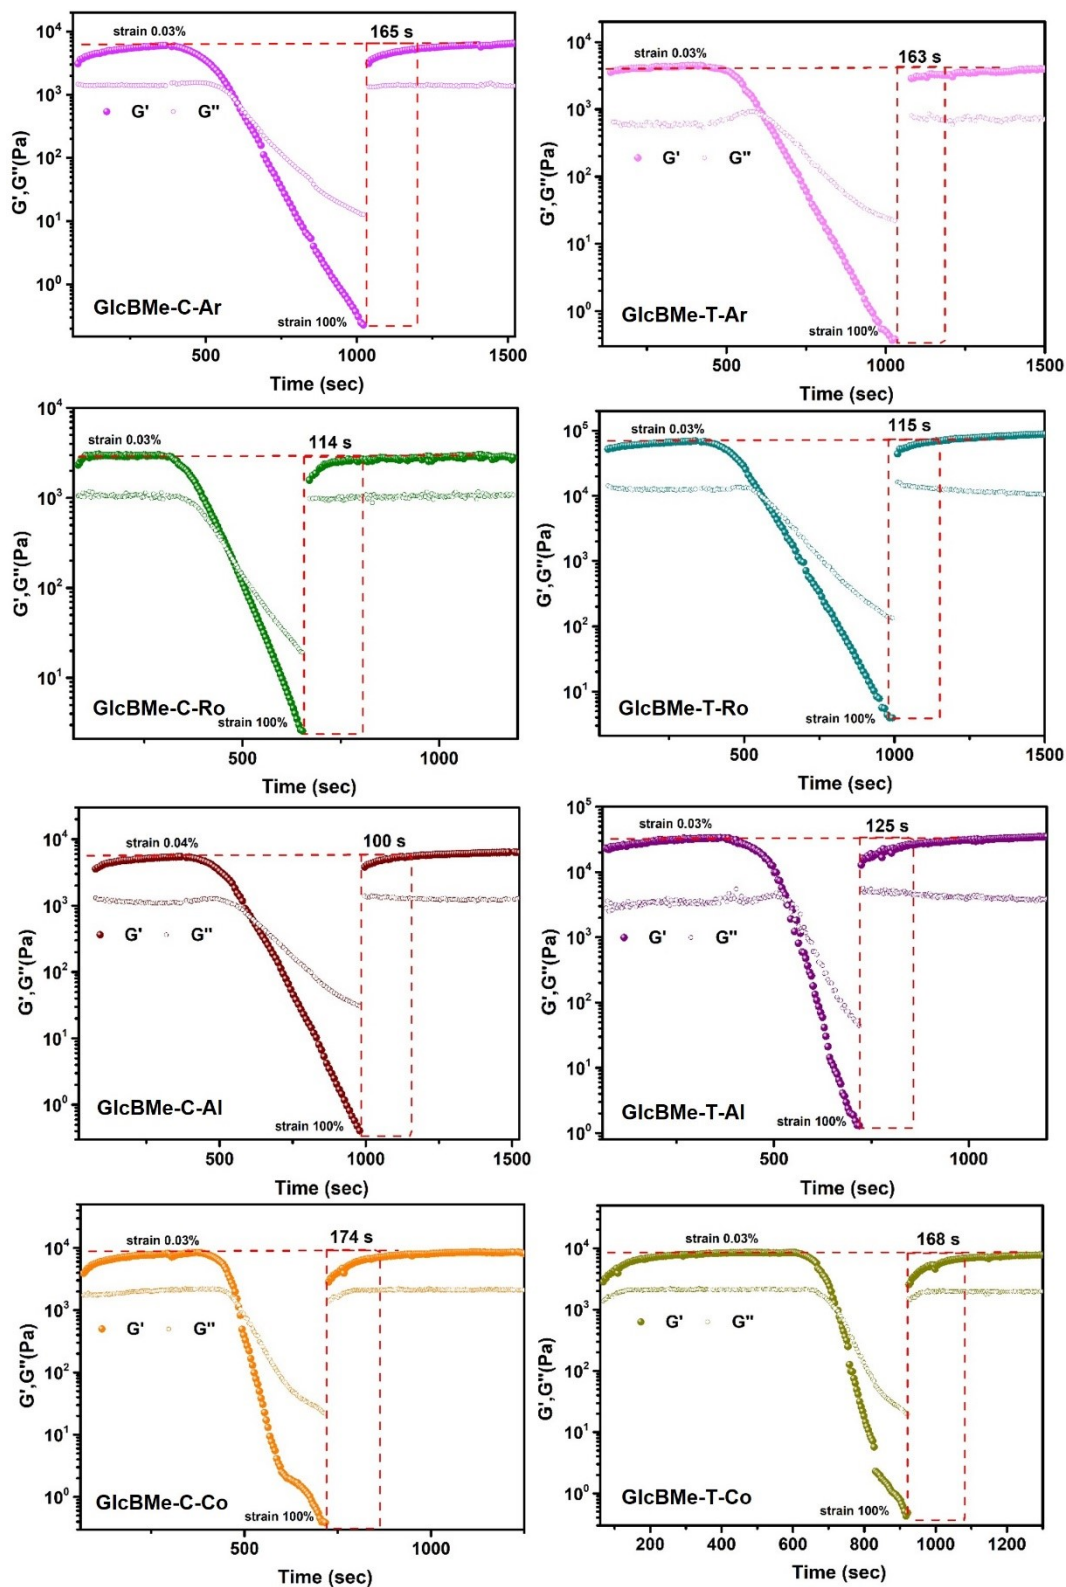 strain 0.03%
165 s
10⁴
10³
10²
10¹
10⁰
G',G"(Pa)
G' G"
strain 100%
GlcBMe-C-Ar
500 1000 1500
Time (sec)
strain 0.03%
163 s
10⁴
10³
10²
10¹
10⁰
G',G"(Pa)
G' G"
strain 100%
GlcBMe-T-Ar
500 1000 1500
Time (sec)
strain 0.03%
114 s
10⁴
10³
10²
10¹
G',G"(Pa)
strain 100%
GlcBMe-C-Ro
500 1000
Time (sec)
strain 0.03%
115 s
10⁵
10⁴
10³
10²
10¹
G',G"(Pa)
strain 100%
GlcBMe-T-Ro
500 1000 1500
Time (sec)
strain 0.04%
100 s
10⁴
10³
10²
10¹
10⁰
G',G"(Pa)
G' G"
strain 100%
GlcBMe-C-Al
500 1000 1500
Time (sec)
strain 0.03%
125 s
10⁵
10⁴
10³
10²
10¹
10⁰
G',G"(Pa)
G' G"
strain 100%
GlcBMe-T-Al
500 1000
Time (sec)
strain 0.03%
174 s
10⁴
10³
10²
10¹
10⁰
G',G"(Pa)
G' G"
strain 100%
GlcBMe-C-Co
500 1000
Time (sec)
strain 0.03%
168 s
10⁴
10³
10²
10¹
10⁰
G',G"(Pa)
G' G"
strain 100%
GlcBMe-T-Co
200 400 600 800 1000 1200
Time (sec)